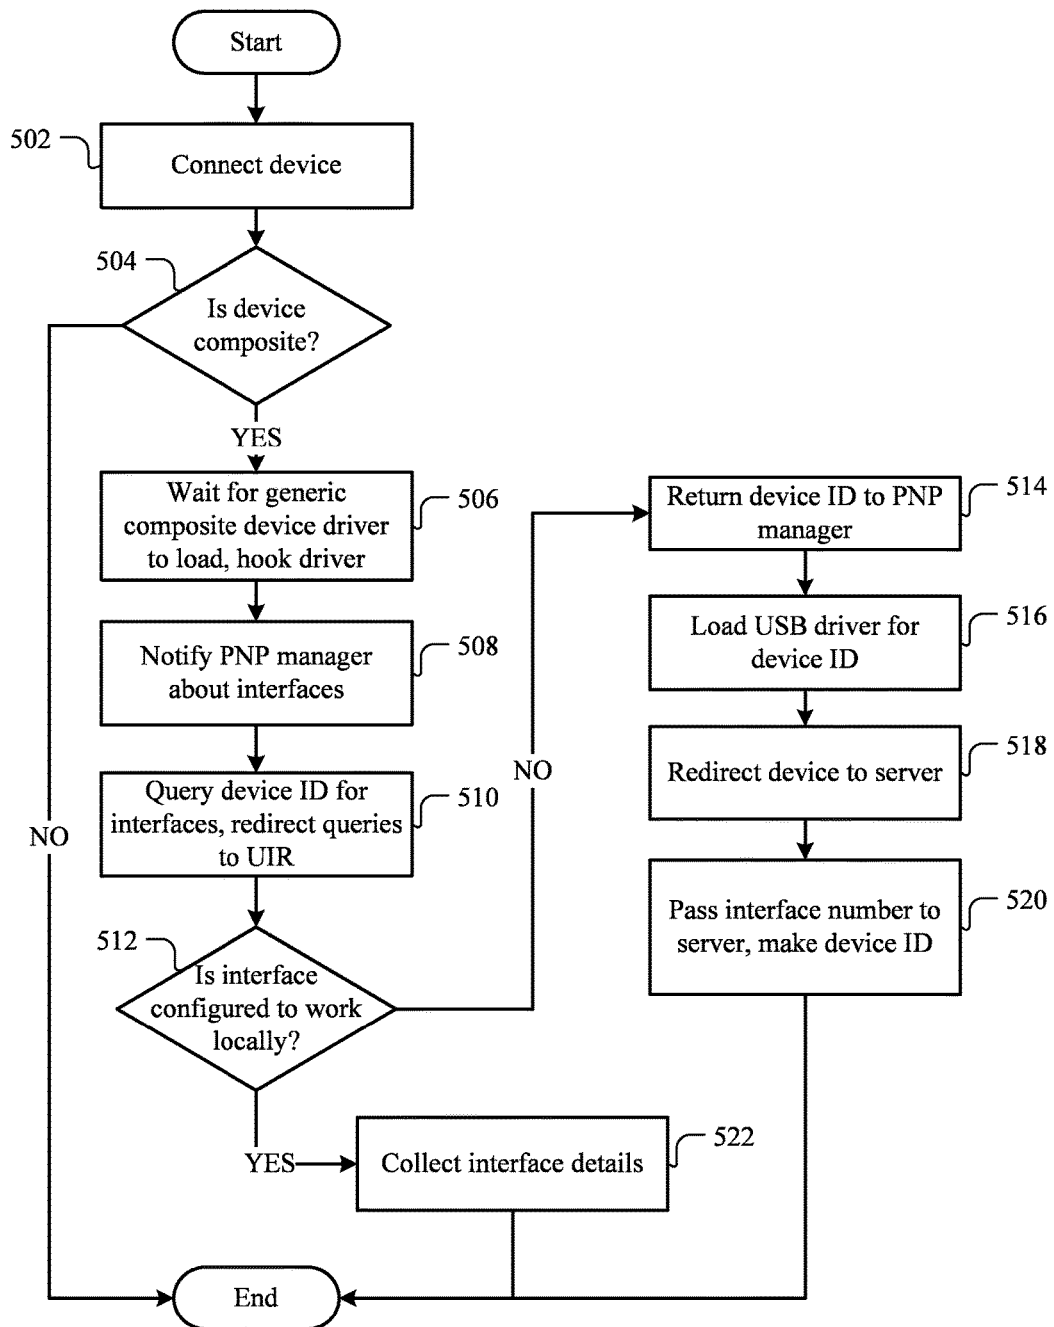 Start
502
Connect device
504
Is device
composite?
YES
NO
Wait for generic
composite device driver
to load, hook driver
506
Notify PNP manager
about interfaces
508
Query device ID for
interfaces, redirect queries
to UIR
510
512
Is interface
configured to work
locally?
NO
YES
Return device ID to PNP
manager
514
Load USB driver for
device ID
516
Redirect device to server
518
Pass interface number to
server, make device ID
520
Collect interface details
522
End